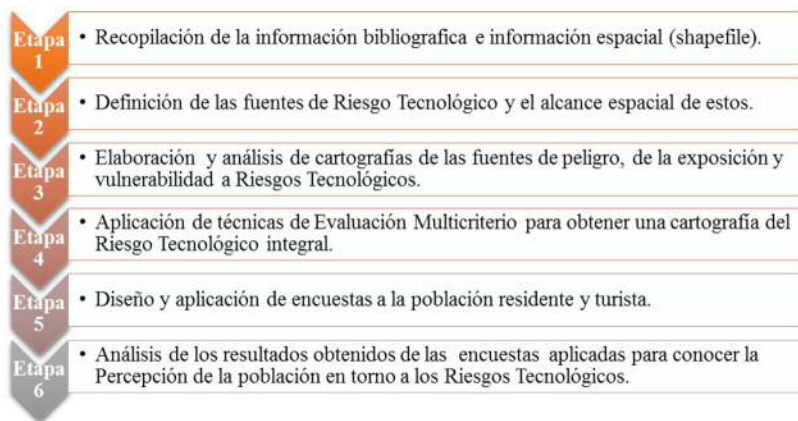 Etapa 1
• Recopilación de la información bibliografica e información espacial (shapefile).
Etapa 2
• Definición de las fuentes de Riesgo Tecnológico y el alcance espacial de estos.
Etapa 3
• Elaboración y análisis de cartografías de las fuentes de peligro, de la exposición y
vulnerabilidad a Riesgos Tecnológicos.
Etapa 4
• Aplicación de técnicas de Evaluación Multicriterio para obtener una cartografía del
Riesgo Tecnológico integral.
Etapa 5
• Diseño y aplicación de encuestas a la población residente y turista.
Etapa 6
• Análisis de los resultados obtenidos de las encuestas aplicadas para conocer la
Percepción de la población en torno a los Riesgos Tecnológicos.